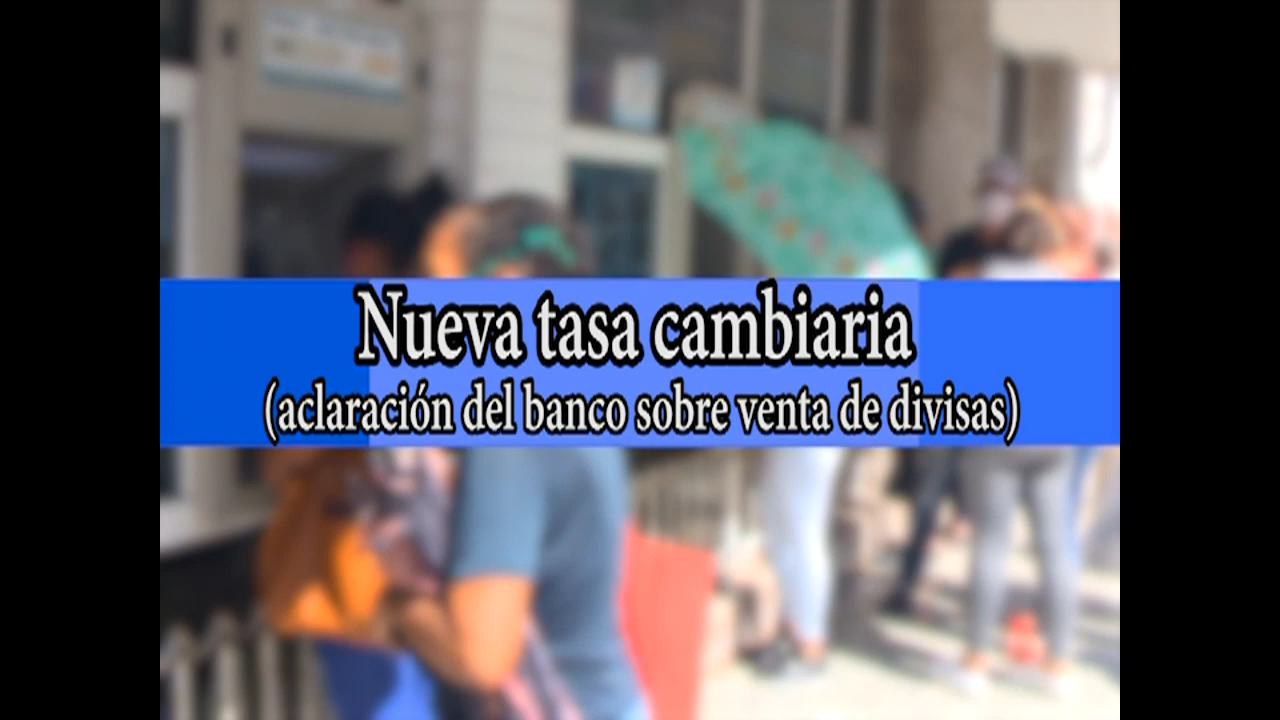 Nueva tasa cambiaria
(aclaración del banco sobre venta de divisas)